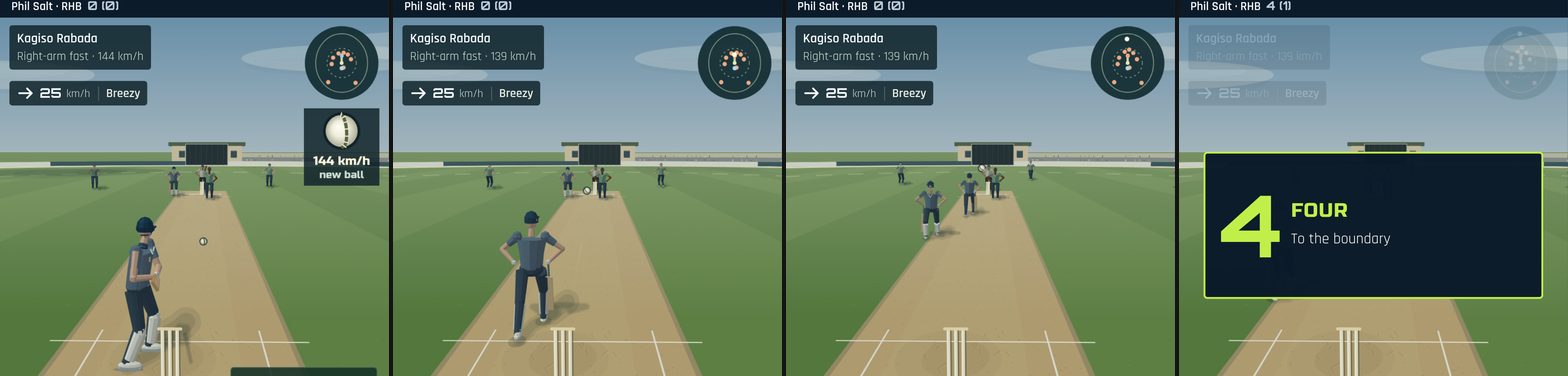 Phil Salt · RHB 0 (0)
Kagiso Rabada
Right-arm fast · 144 km/h
→ 25 km/h | Breezy
144 km/h
new ball
Phil Salt · RHB 0 (0)
Kagiso Rabada
Right-arm fast · 139 km/h
→ 25 km/h | Breezy
Phil Salt · RHB 0 (0)
Kagiso Rabada
Right-arm fast · 139 km/h
→ 25 km/h | Breezy
Phil Salt · RHB 4 (1)
Kagiso Rabada
Right-arm fast · 139 km/h
→ 25 km/h | Breezy
4 FOUR
To the boundary